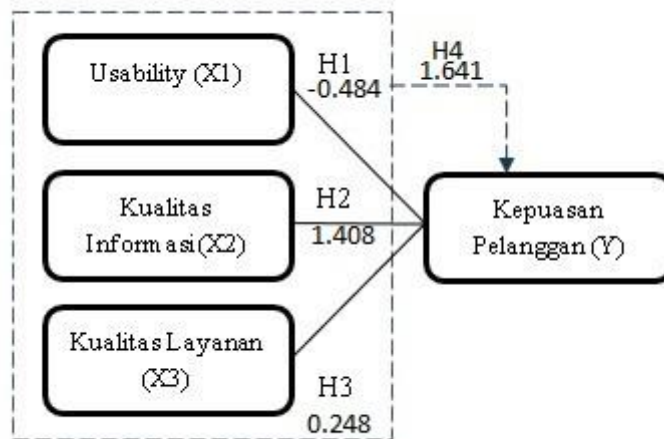 Usability (X1)
H1
-0.484
H4
1.641
Kualitas
Informasi(X2)
H2
1.408
Kepuasan
Pelanggan (Y)
Kualitas Layanan
(X3)
H3
0.248